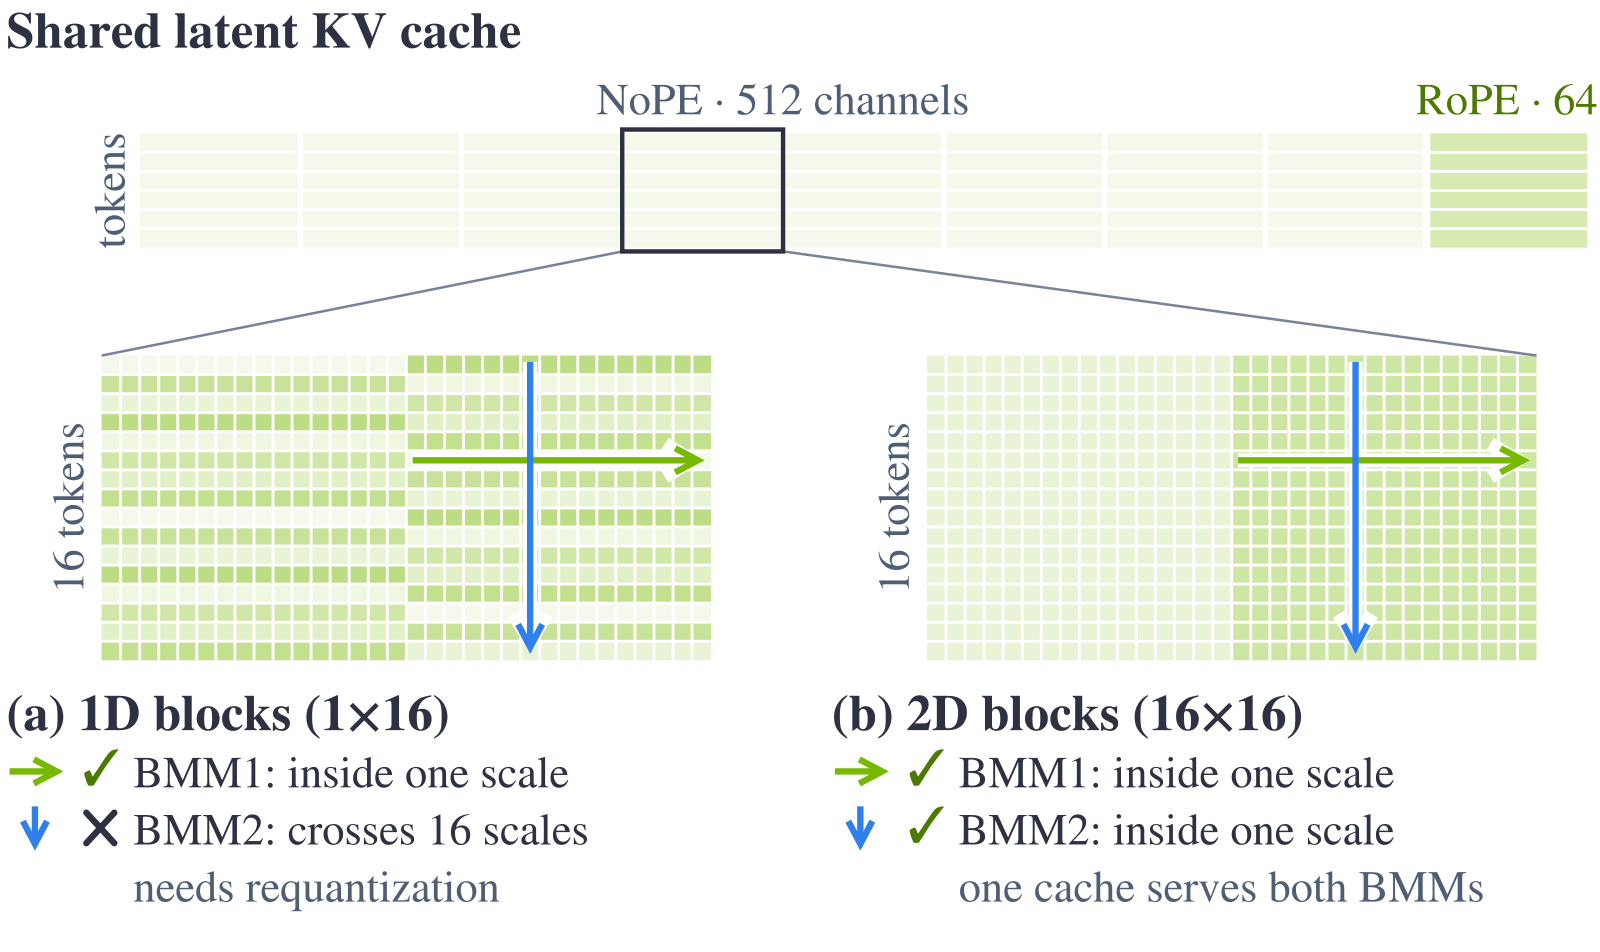 Shared latent KV cache
NoPE · 512 channels
RoPE · 64
tokens
16 tokens
16 tokens
(a) 1D blocks (1×16)
✓ BMM1: inside one scale
✕ BMM2: crosses 16 scales
needs requantization
(b) 2D blocks (16×16)
✓ BMM1: inside one scale
✓ BMM2: inside one scale
one cache serves both BMMs